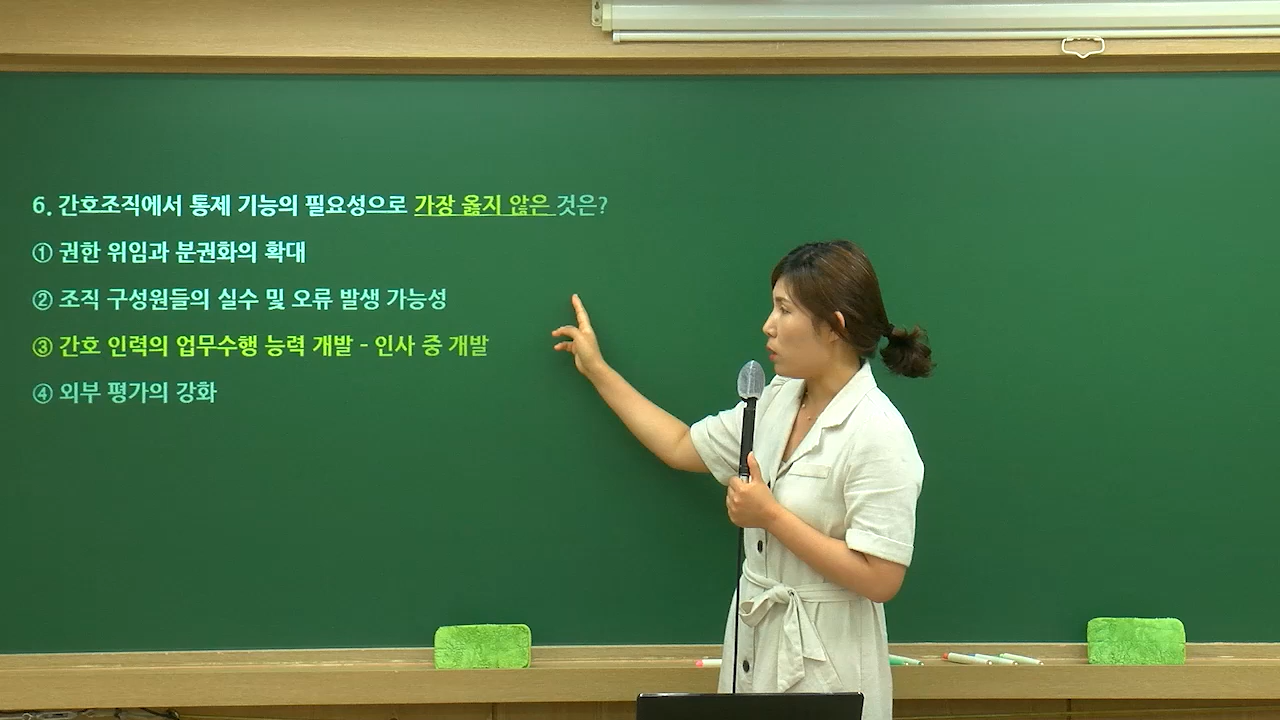 6. 간호조직에서 통제 기능의 필요성으로 가장 옳지 않은 것은?
① 권한 위임과 분권화의 확대
② 조직 구성원들의 실수 및 오류 발생 가능성
③ 간호 인력의 업무수행 능력 개발 - 인사 중 개발
④ 외부 평가의 강화